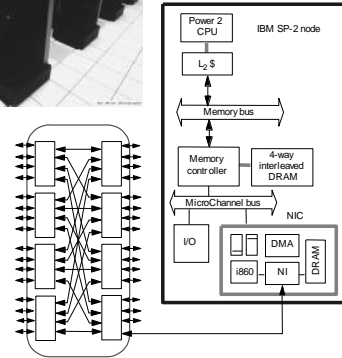 IBM SP-2 node
Power 2
CPU
L2 $
Memory bus
Memory
controller
4-way
interleaved
DRAM
MicroChannel bus
NIC
I/O
DMA
i860
NI
DRAM